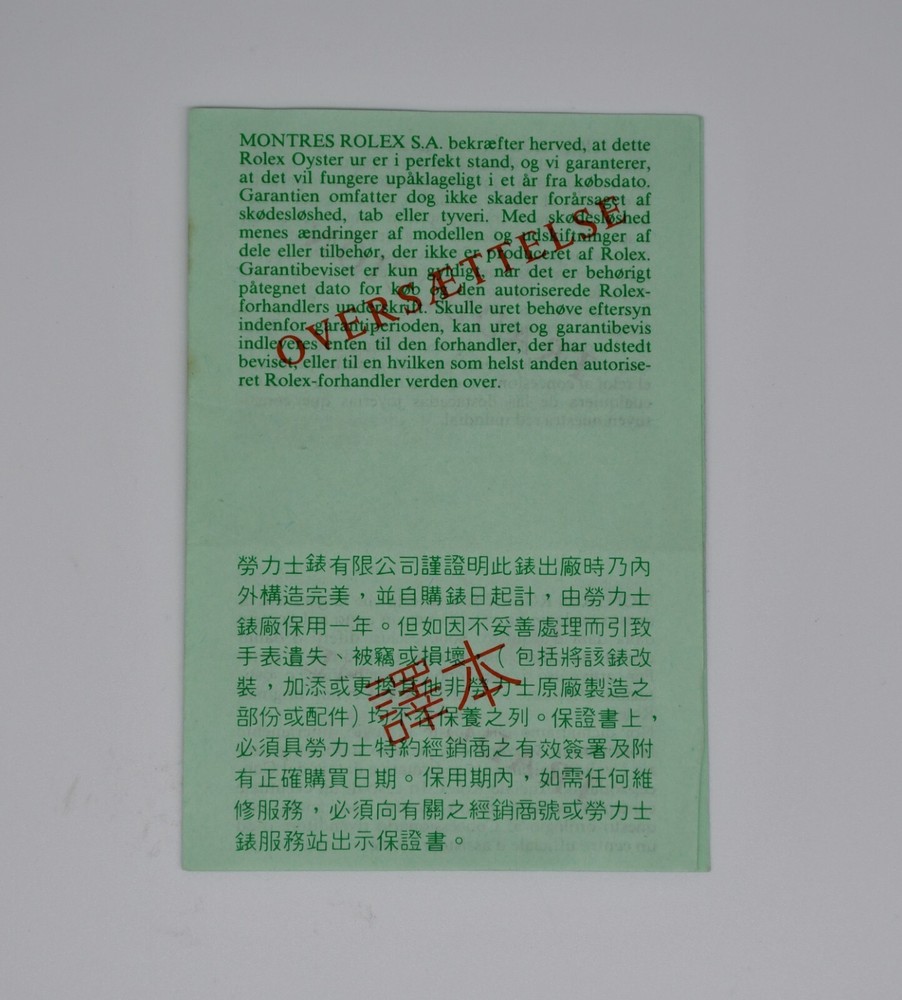 MONTRES ROLEX S.A. bekræfter herved, at dette
Rolex Oyster ur er i perfekt stand, og vi garanterer,
at det vil fungere upåklageligt i et år fra købsdato.
Garantien omfatter dog ikke skader forårsaget af
skødesløshed, tab eller tyveri. Med skødesløshed
menes ændringer af modellen og udskiftninger af
dele eller tilbehør, der ikke er produceret af Rolex.
Garantibeviset er kun gyldigt, når det er behørigt
påtegnet dato for køb og den autoriserede Rolex-
forhandlers underskrift. Skulle uret behøve eftersyn
indenfor garantiperioden, kan uret og garantibevis
indleveres enten til den forhandler, der har udstedt
beviset, eller til en hvilken som helst anden autorise-
ret Rolex-forhandler verden over.
OVERSÆTTELSE
勞力士錶有限公司謹證明此錶出廠時乃內
外構造完美，並自購錶日起計，由勞力士
錶廠保用一年。但如因不妥善處理而引致
手表遺失、被竊或損壞，（包括將該錶改
裝，加添或更換其他非勞力士原廠製造之
部份或配件）均不在保養之列。保證書上，
必須具勞力士特約經銷商之有效簽署及附
有正確購買日期。保用期內，如需任何維
修服務，必須向有關之經銷商號或勞力士
錶服務站出示保證書。
譯本